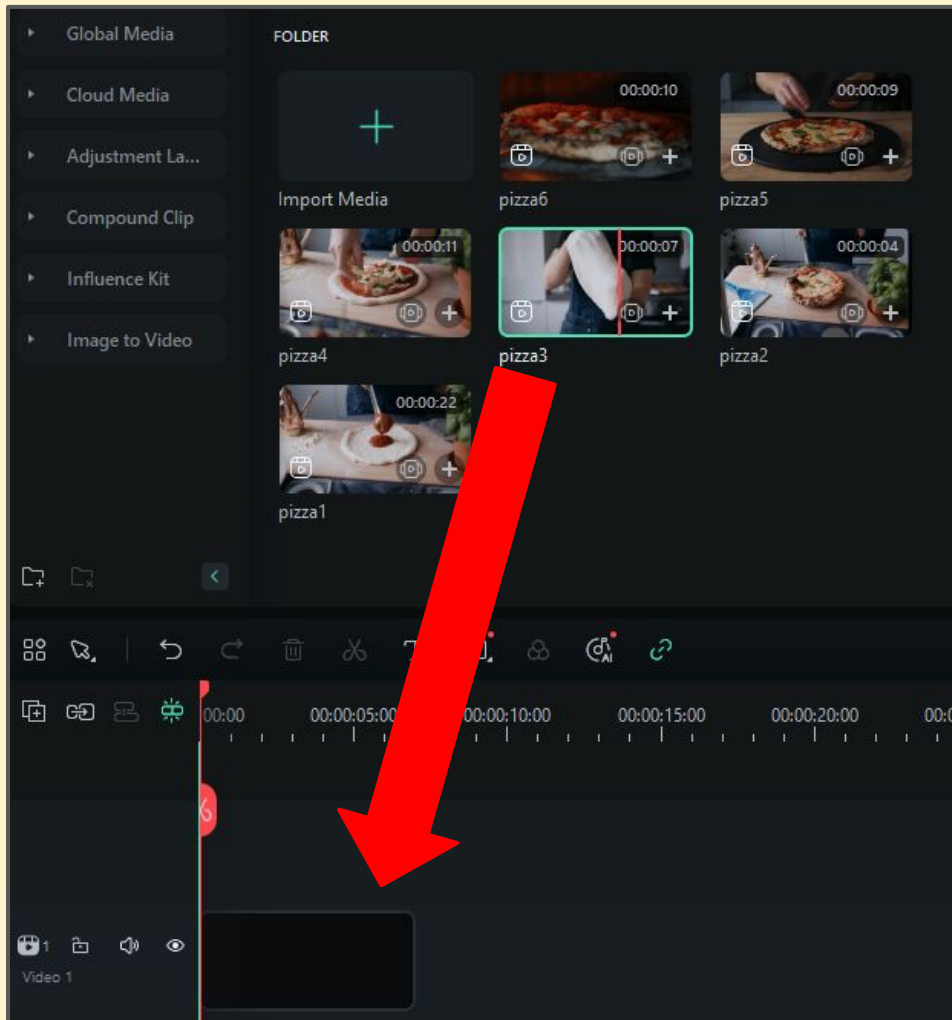 Global Media
FOLDER
Cloud Media
00:00:10
00:00:09
Adjustment La...
Import Media
pizza6
pizza5
Compound Clip
00:00:11
00:00:07
00:00:04
Influence Kit
Image to Video
pizza4
pizza3
pizza2
00:00:22
pizza1
AI
00:00
00:00:05:00
00:00:10:00
00:00:15:00
00:00:20:00
1
Video 1